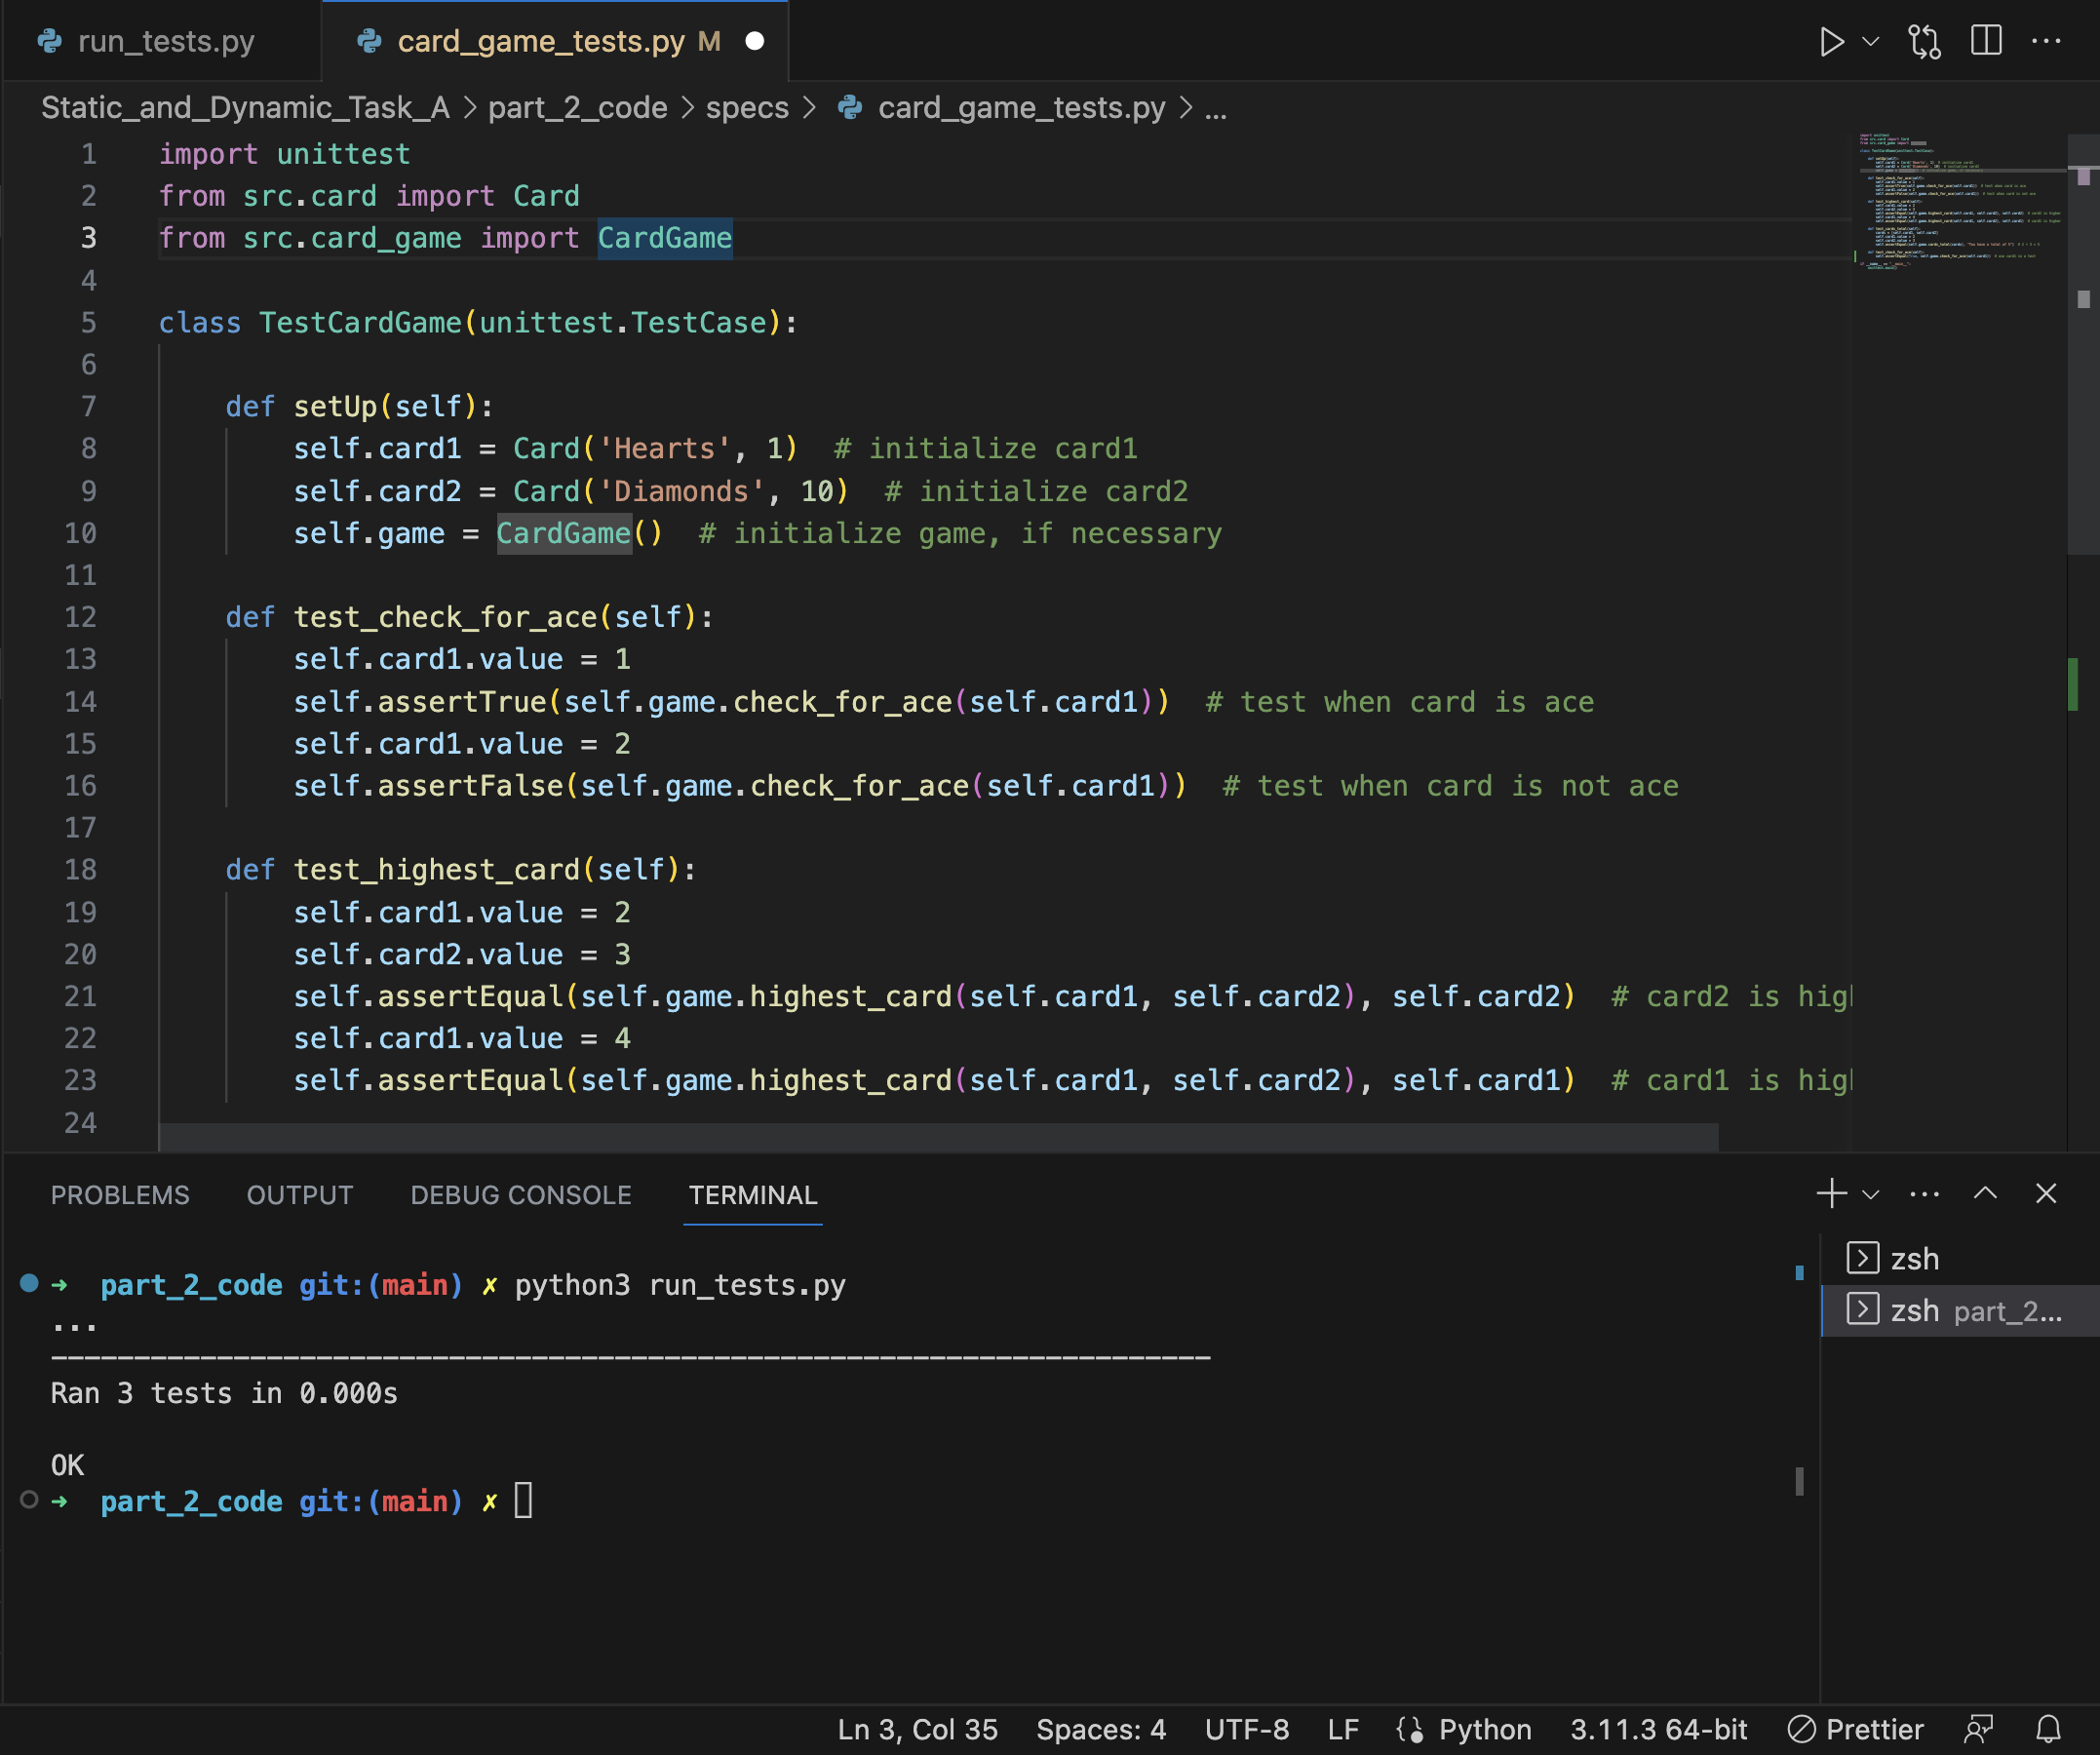 run_tests.py
card_game_tests.py M
Static_and_Dynamic_Task_A > part_2_code > specs > card_game_tests.py > ...
1 import unittest
2 from src.card import Card
3 from src.card_game import CardGame
4
5 class TestCardGame(unittest.TestCase):
6
7 def setUp(self):
8 self.card1 = Card('Hearts', 1)  # initialize card1
9 self.card2 = Card('Diamonds', 10)  # initialize card2
10 self.game = CardGame()  # initialize game, if necessary
11
12 def test_check_for_ace(self):
13 self.card1.value = 1
14 self.assertTrue(self.game.check_for_ace(self.card1))  # test when card is ace
15 self.card1.value = 2
16 self.assertFalse(self.game.check_for_ace(self.card1))  # test when card is not ace
17
18 def test_highest_card(self):
19 self.card1.value = 2
20 self.card2.value = 3
21 self.assertEqual(self.game.highest_card(self.card1, self.card2), self.card2)  # card2 is high
22 self.card1.value = 4
23 self.assertEqual(self.game.highest_card(self.card1, self.card2), self.card1)  # card1 is high
24
PROBLEMS OUTPUT DEBUG CONSOLE TERMINAL
➜ part_2_code git:(main) ✗ python3 run_tests.py
...
----------------------------------------------------------------------
Ran 3 tests in 0.000s
OK
➜ part_2_code git:(main) ✗
zsh
zsh part_2...
Ln 3, Col 35 Spaces: 4 UTF-8 LF Python 3.11.3 64-bit Prettier